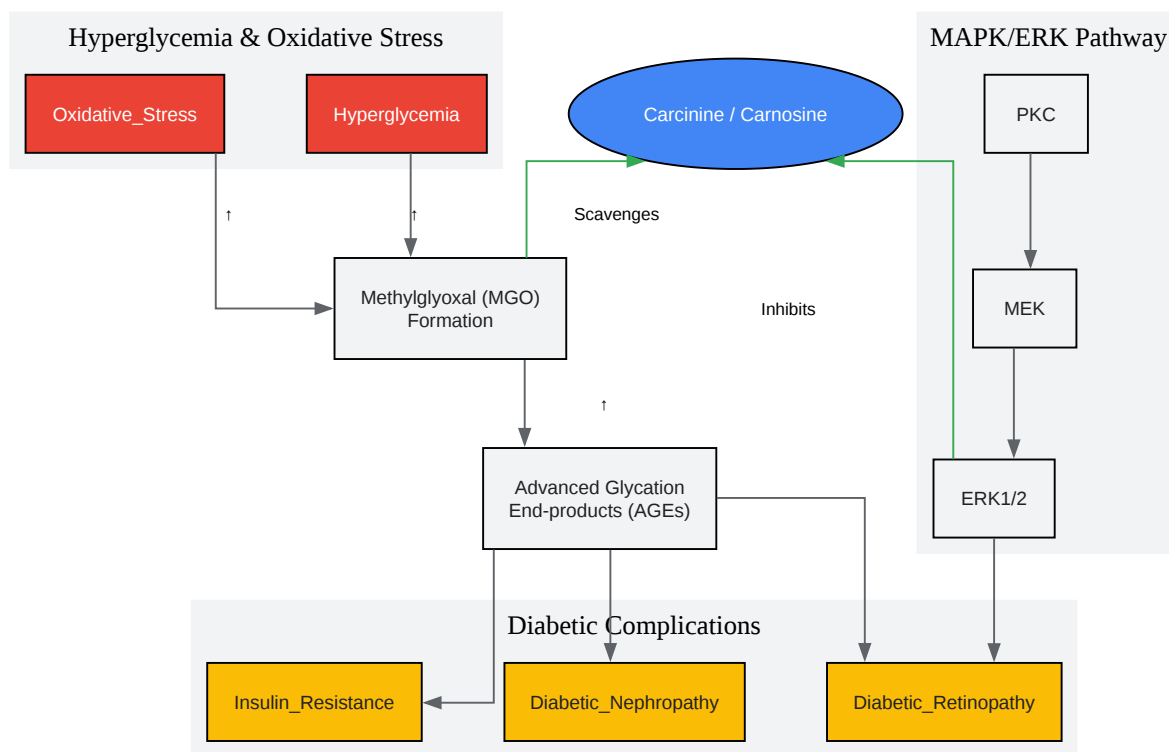 Hyperglycemia & Oxidative Stress
MAPK/ERK Pathway
Oxidative_Stress
Hyperglycemia
Carcinine / Carnosine
PKC
↑
↑
Scavenges
Methylglyoxal (MGO)
Formation
Inhibits
MEK
↑
Advanced Glycation
End-products (AGEs)
ERK1/2
Diabetic Complications
Insulin_Resistance
Diabetic_Nephropathy
Diabetic_Retinopathy